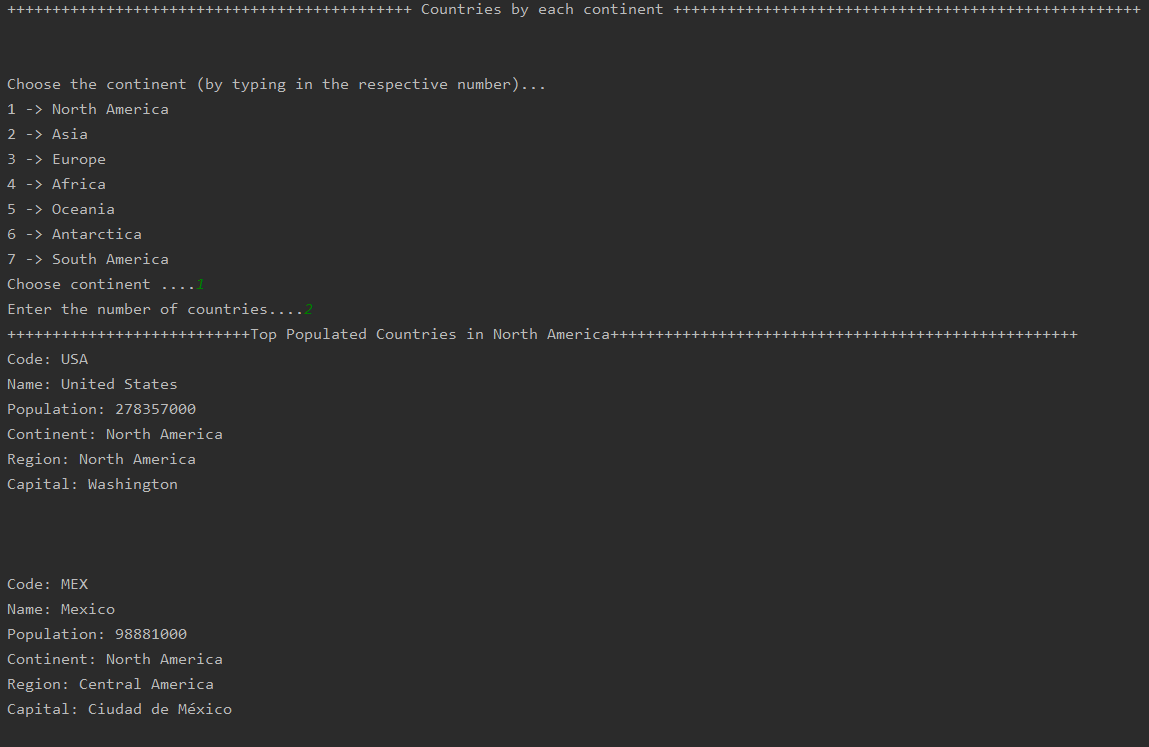 +++++++++++++++++++++++++++++++++++++++++++++ Countries by each continent ++++++++++++++++++++++++++++++++++++++++++++++++++++
Choose the continent (by typing in the respective number)...
1 -> North America
2 -> Asia
3 -> Europe
4 -> Africa
5 -> Oceania
6 -> Antarctica
7 -> South America
Choose continent ....1
Enter the number of countries....2
+++++++++++++++++++++++++++Top Populated Countries in North America++++++++++++++++++++++++++++++++++++++++++++++++++++
Code: USA
Name: United States
Population: 278357000
Continent: North America
Region: North America
Capital: Washington
Code: MEX
Name: Mexico
Population: 98881000
Continent: North America
Region: Central America
Capital: Ciudad de México